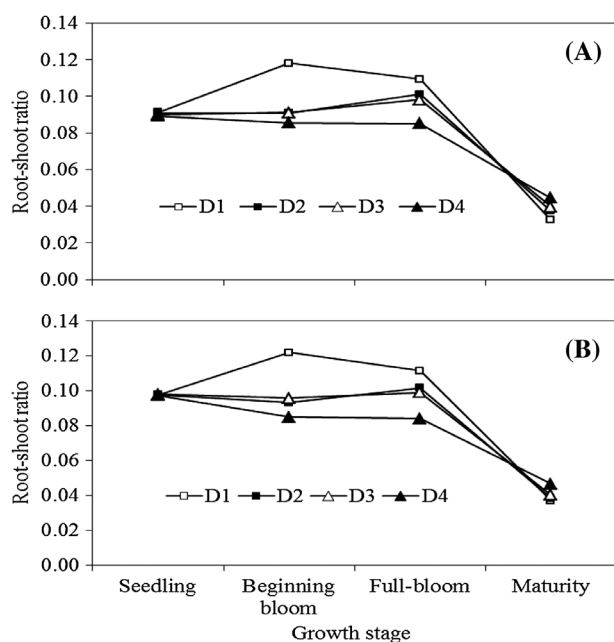 0.14
(A)
0.12
0.10
0.08
0.06
0.04
0.02
0.00
Root-shoot ratio
D1 D2 D3 D4
0.14
(B)
0.12
0.10
0.08
0.06
0.04
0.02
0.00
Root-shoot ratio
D1 D2 D3 D4
Seedling Beginning Full-bloom Maturity
bloom
Growth stage